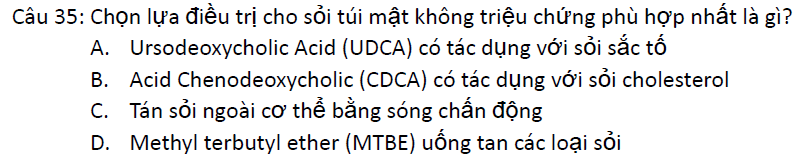 Câu 35: Chọn lựa điều trị cho sỏi túi mật không triệu chứng phù hợp nhất là gì?
A. Ursodeoxycholic Acid (UDCA) có tác dụng với sỏi sắc tố
B. Acid Chenodeoxycholic (CDCA) có tác dụng với sỏi cholesterol
C. Tán sỏi ngoài cơ thể bằng sóng chấn động
D. Methyl terbutyl ether (MTBE) uống tan các loại sỏi